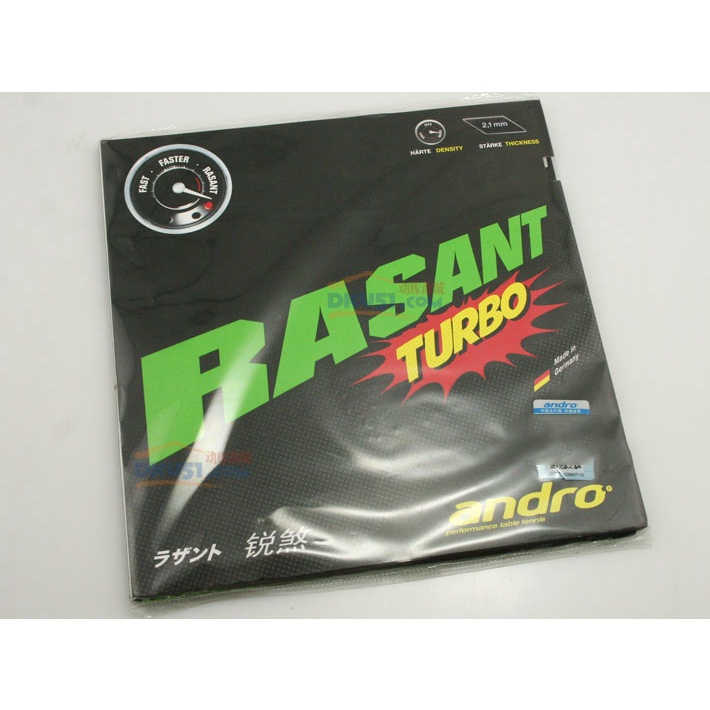 FAST · FASTER · RASANT
2,1 mm
HÄRTE DENSITY
STÄRKE THICKNESS
RASANT
TURBO
Made in
Germany
andro
andro
performance table tennis
ラザント 锐煞